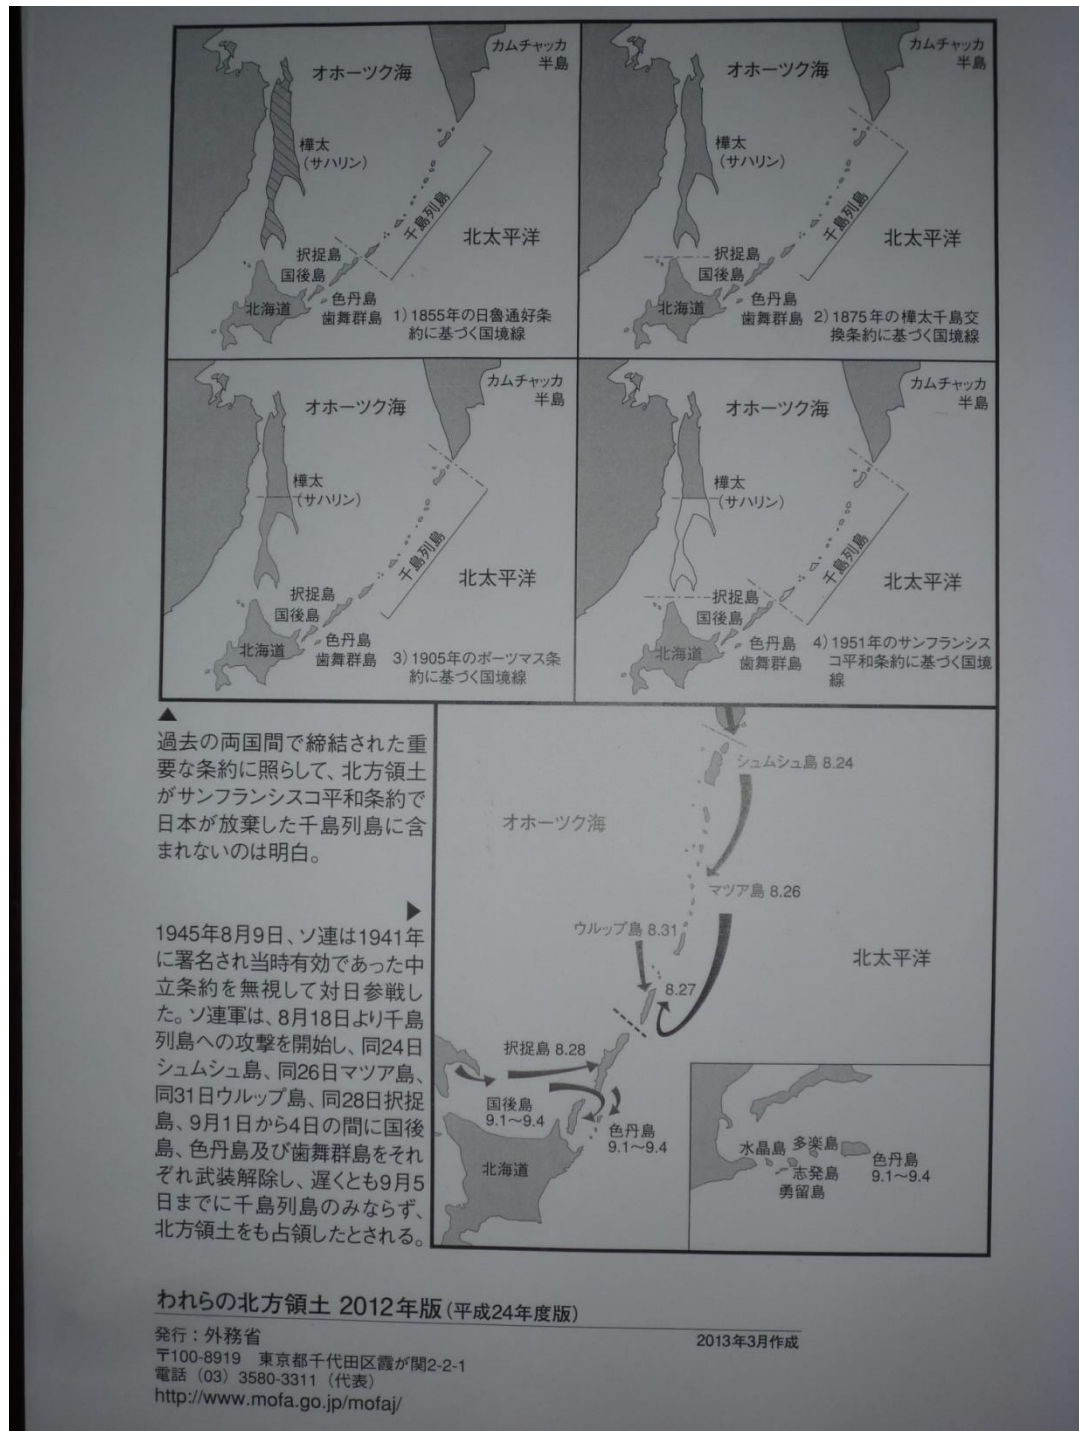 カムチャッカ
半島
オホーツク海
樺太
(サハリン)
千島列島
北太平洋
択捉島
国後島
北海道
色丹島
歯舞群島
1)1855年の日魯通好条
約に基づく国境線
カムチャッカ
半島
オホーツク海
樺太
(サハリン)
千島列島
北太平洋
択捉島
国後島
北海道
色丹島
歯舞群島
2)1875年の樺太千島交
換条約に基づく国境線
カムチャッカ
半島
オホーツク海
樺太
(サハリン)
千島列島
北太平洋
択捉島
国後島
北海道
色丹島
歯舞群島
3)1905年のポーツマス条
約に基づく国境線
カムチャッカ
半島
オホーツク海
樺太
(サハリン)
千島列島
北太平洋
択捉島
国後島
北海道
色丹島
歯舞群島
4)1951年のサンフランシス
コ平和条約に基づく国境
線
▲
過去の両国間で締結された重
要な条約に照らして、北方領土
がサンフランシスコ平和条約で
日本が放棄した千島列島に含
まれないのは明白。
▶
1945年8月9日、ソ連は1941年
に署名され当時有効であった中
立条約を無視して対日参戦し
た。ソ連軍は、8月18日より千島
列島への攻撃を開始し、同24日
シュムシュ島、同26日マツア島、
同31日ウルップ島、同28日択捉
島、9月1日から4日の間に国後
島、色丹島及び歯舞群島をそれ
ぞれ武装解除し、遅くとも9月5
日までに千島列島のみならず、
北方領土をも占領したとされる。
シュムシュ島 8.24
オホーツク海
マツア島 8.26
ウルップ島 8.31
北太平洋
8.27
択捉島 8.28
国後島
9.1~9.4
色丹島
9.1~9.4
北海道
水晶島
多楽島
志発島
勇留島
色丹島
9.1~9.4
われらの北方領土 2012年版(平成24年度版)
発行:外務省
2013年3月作成
〒100-8919 東京都千代田区霞が関2-2-1
電話(03)3580-3311(代表)
http://www.mofa.go.jp/mofaj/